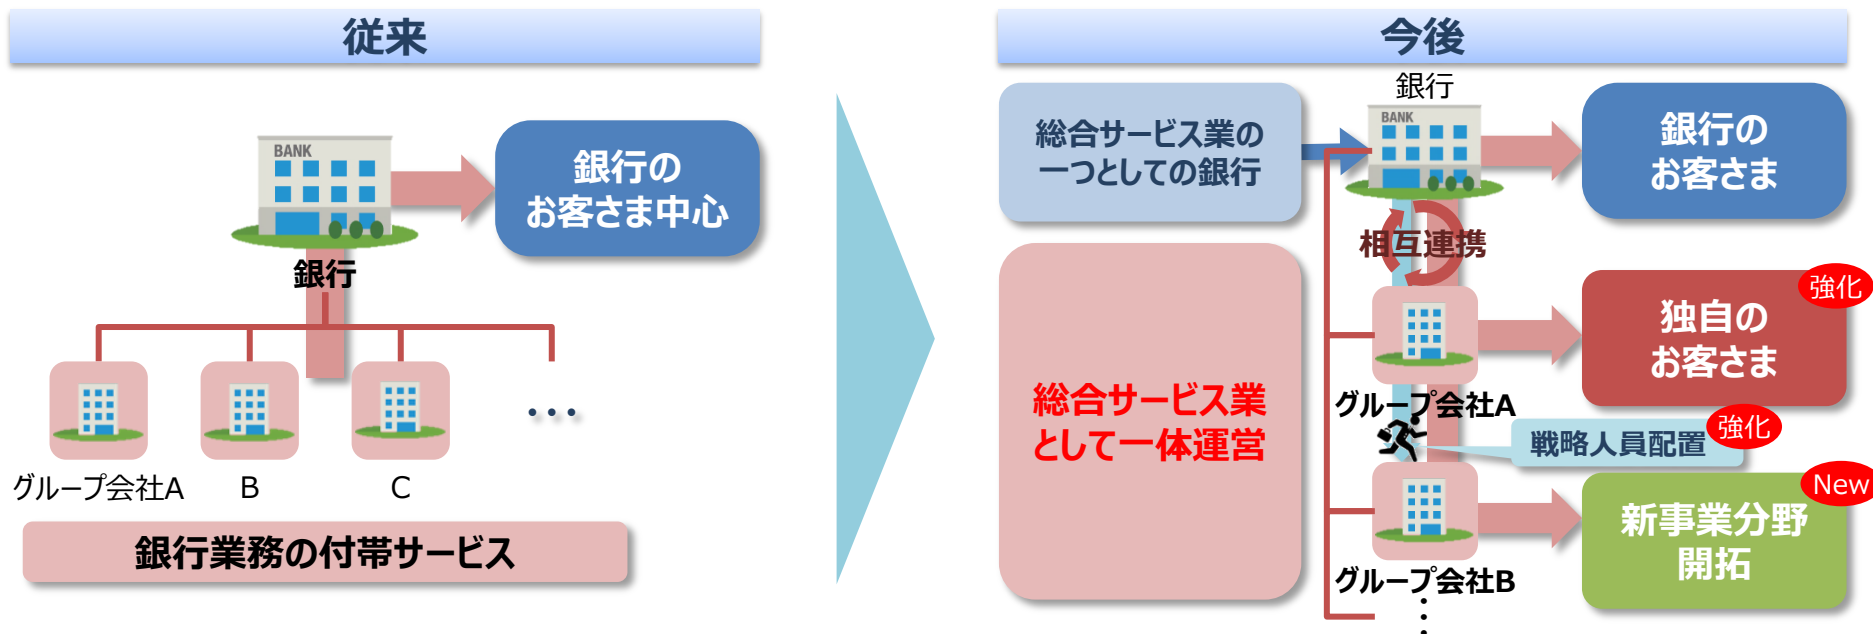 従来
BANK
銀行の
お客さま中心
銀行
・・・
グループ会社A
B
C
銀行業務の付帯サービス
今後
総合サービス業の
一つとしての銀行
銀行
BANK
銀行の
お客さま
相互連携
総合サービス業
として一体運営
強化
独自の
お客さま
グループ会社A
戦略人員配置
強化
New
新事業分野
開拓
グループ会社B